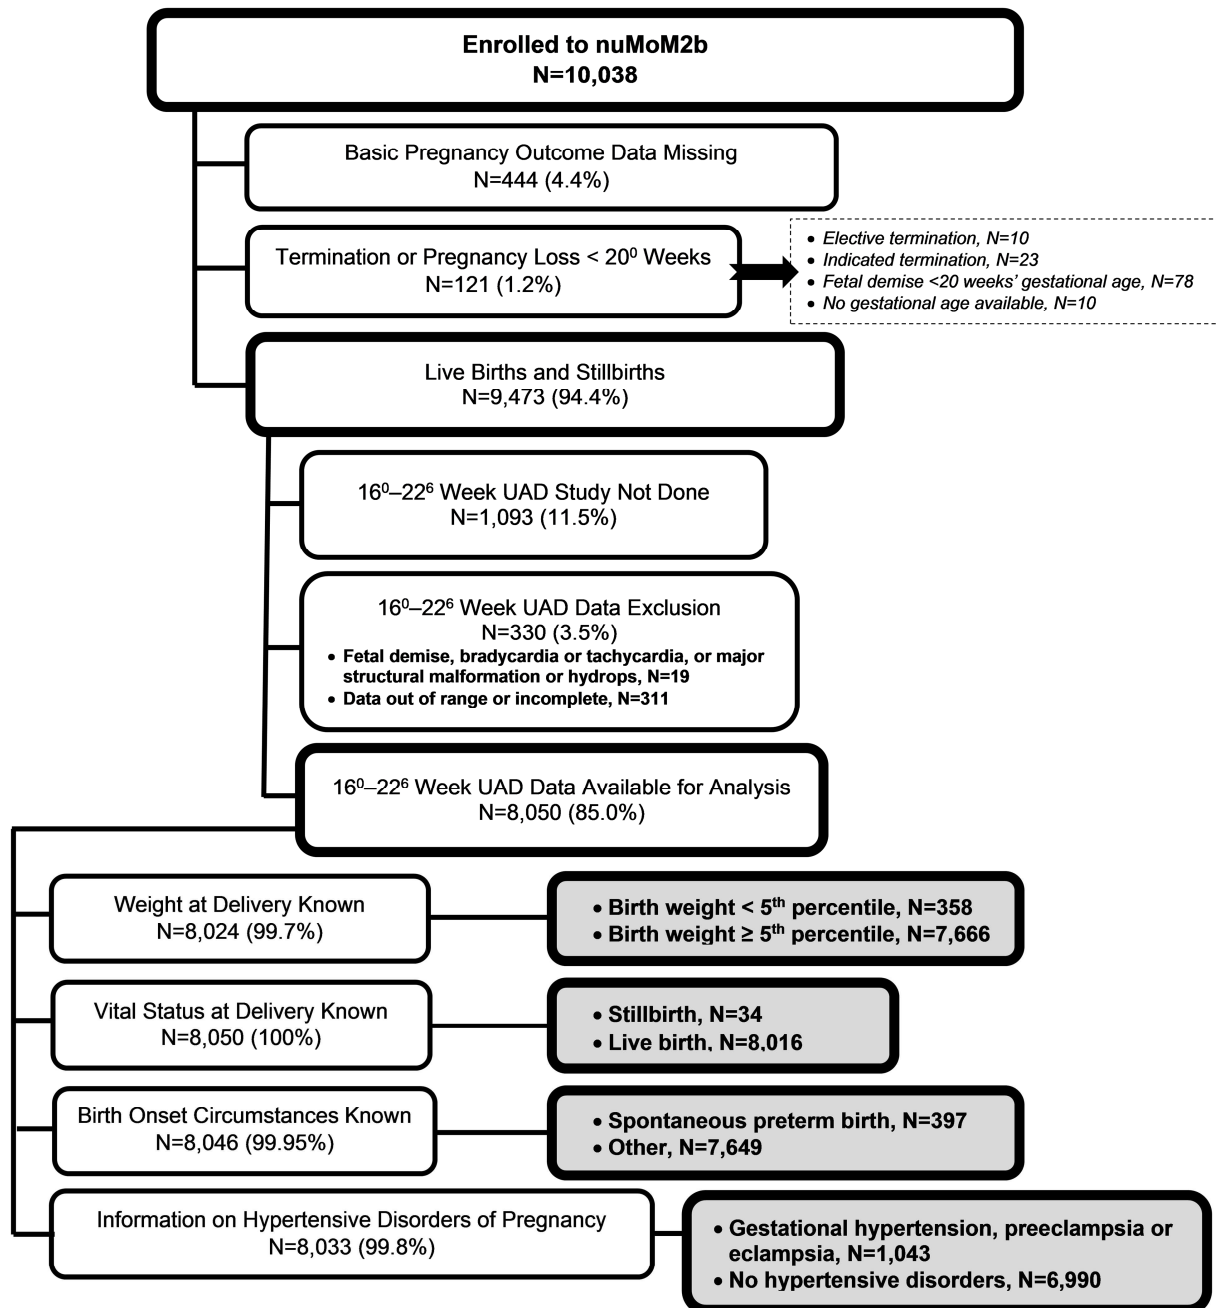 Enrolled to nuMoM2b
N=10,038
Basic Pregnancy Outcome Data Missing
N=444 (4.4%)
Termination or Pregnancy Loss < 20⁰ Weeks
N=121 (1.2%)
• Elective termination, N=10
• Indicated termination, N=23
• Fetal demise <20 weeks’ gestational age, N=78
• No gestational age available, N=10
Live Births and Stillbirths
N=9,473 (94.4%)
16⁰–22⁶ Week UAD Study Not Done
N=1,093 (11.5%)
16⁰–22⁶ Week UAD Data Exclusion
N=330 (3.5%)
• Fetal demise, bradycardia or tachycardia, or major
structural malformation or hydrops, N=19
• Data out of range or incomplete, N=311
16⁰–22⁶ Week UAD Data Available for Analysis
N=8,050 (85.0%)
Weight at Delivery Known
N=8,024 (99.7%)
• Birth weight < 5ᵗʰ percentile, N=358
• Birth weight ≥ 5ᵗʰ percentile, N=7,666
Vital Status at Delivery Known
N=8,050 (100%)
• Stillbirth, N=34
• Live birth, N=8,016
Birth Onset Circumstances Known
N=8,046 (99.95%)
• Spontaneous preterm birth, N=397
• Other, N=7,649
Information on Hypertensive Disorders of Pregnancy
N=8,033 (99.8%)
• Gestational hypertension, preeclampsia or
eclampsia, N=1,043
• No hypertensive disorders, N=6,990